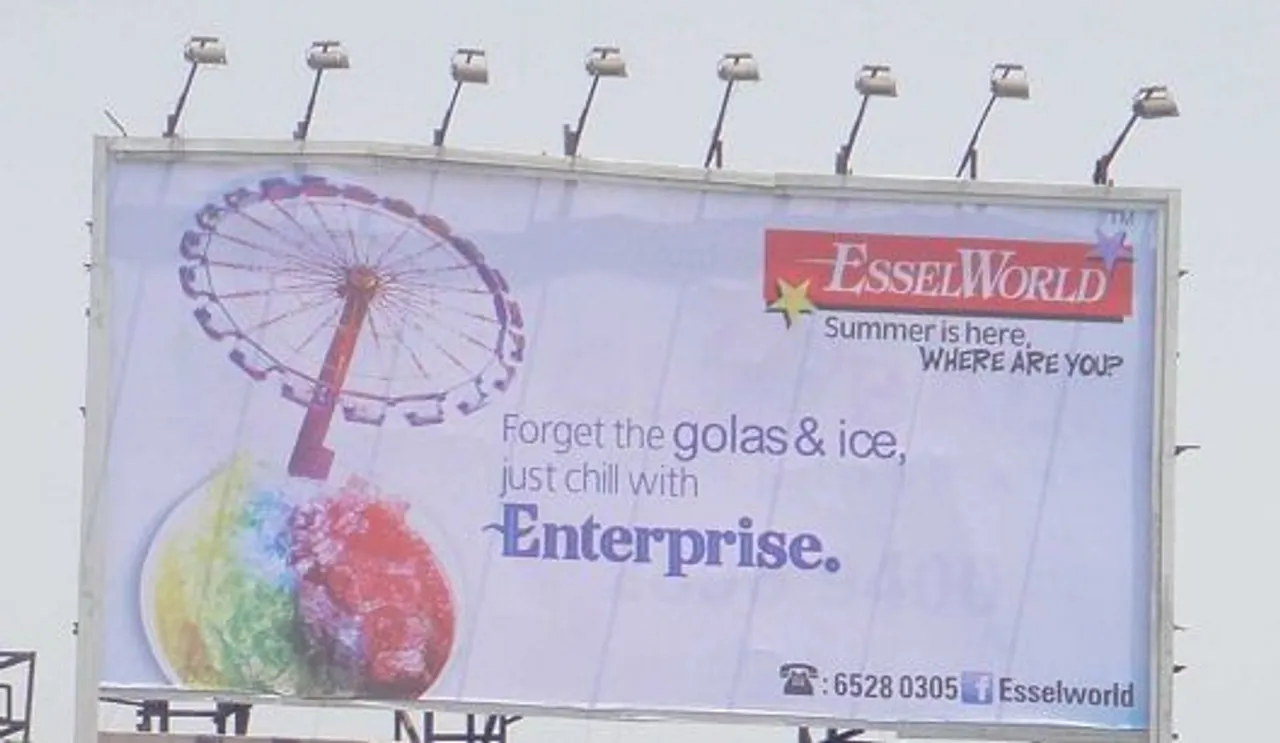 ESSELWORLD
TM
Summer is here,
WHERE ARE YOU?
Forget the golas & ice,
just chill with
Enterprise.
: 6528 0305 f Esselworld